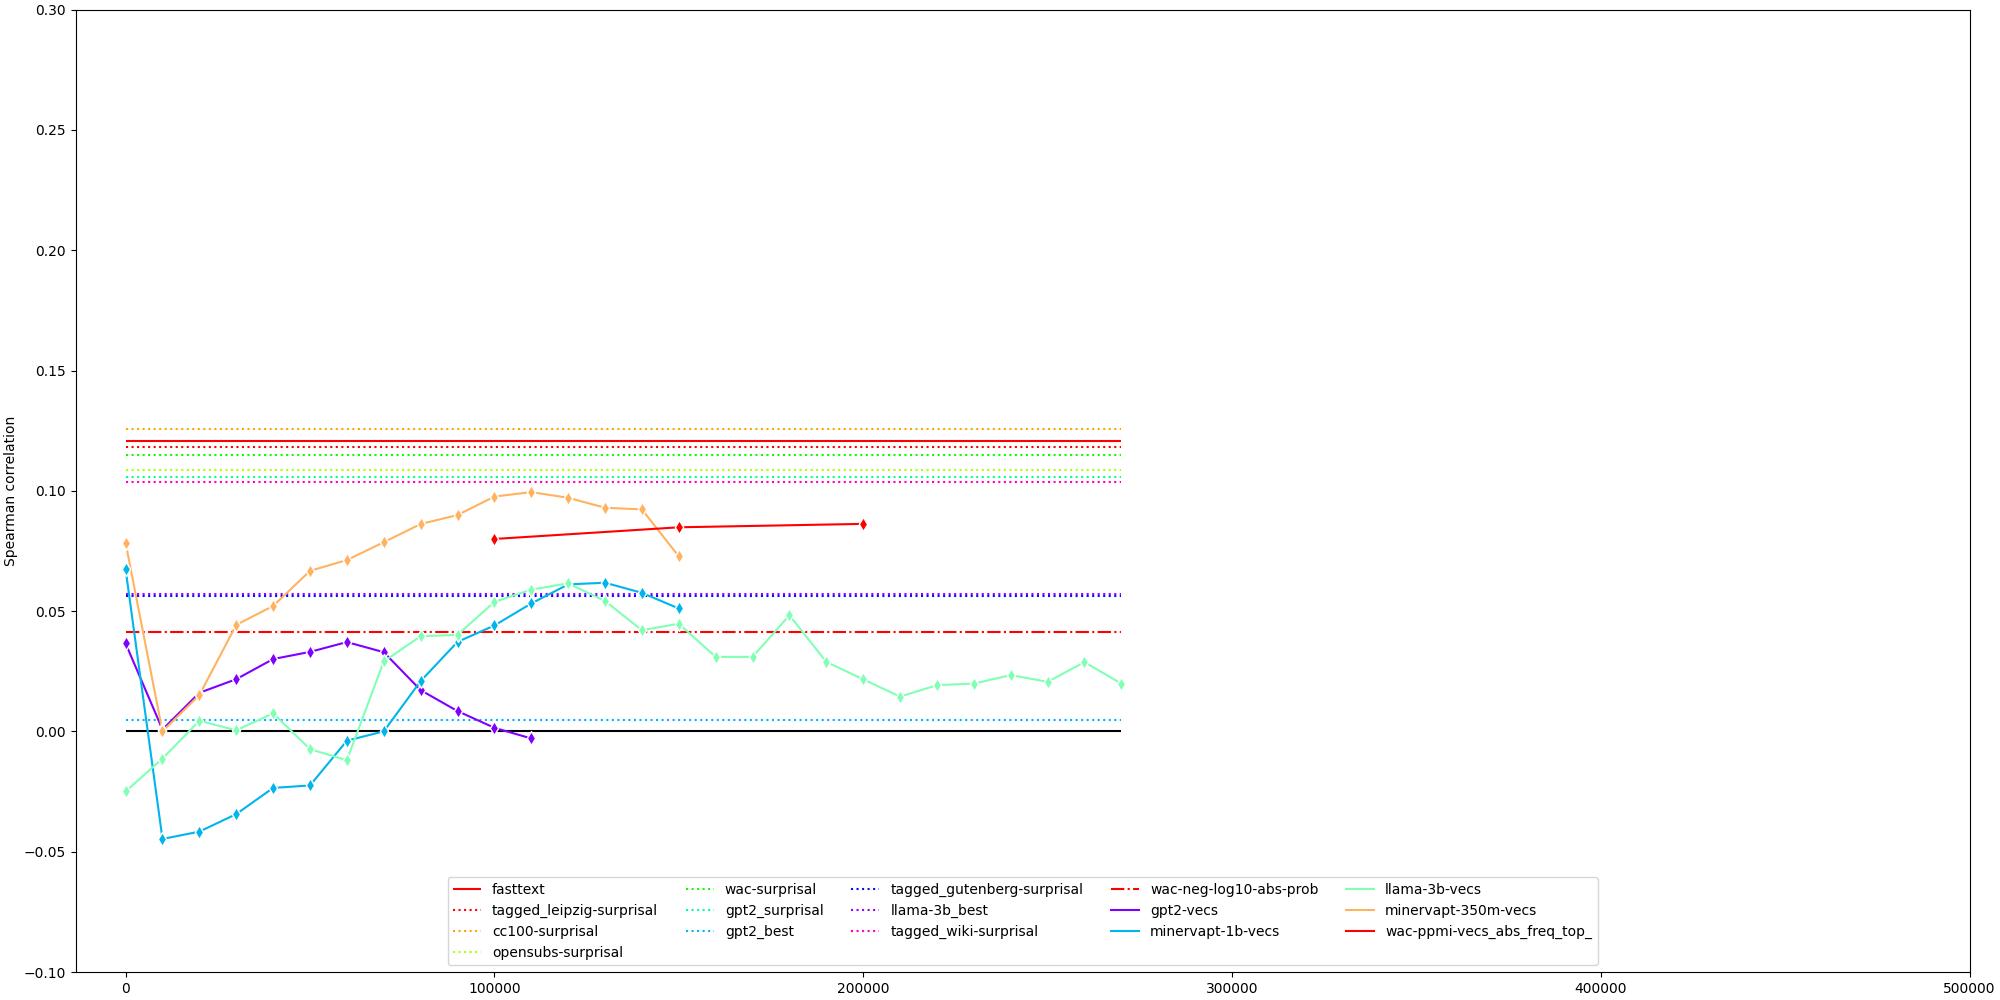 0.30
0.25
0.20
0.15
0.10
0.05
0.00
−0.05
−0.10
Spearman correlation
fasttext
tagged_leipzig-surprisal
cc100-surprisal
opensubs-surprisal
wac-surprisal
gpt2_surprisal
gpt2_best
tagged_gutenberg-surprisal
llama-3b_best
tagged_wiki-surprisal
wac-neg-log10-abs-prob
gpt2-vecs
minervapt-1b-vecs
llama-3b-vecs
minervapt-350m-vecs
wac-ppmi-vecs_abs_freq_top_
0 100000 200000 300000 400000 500000